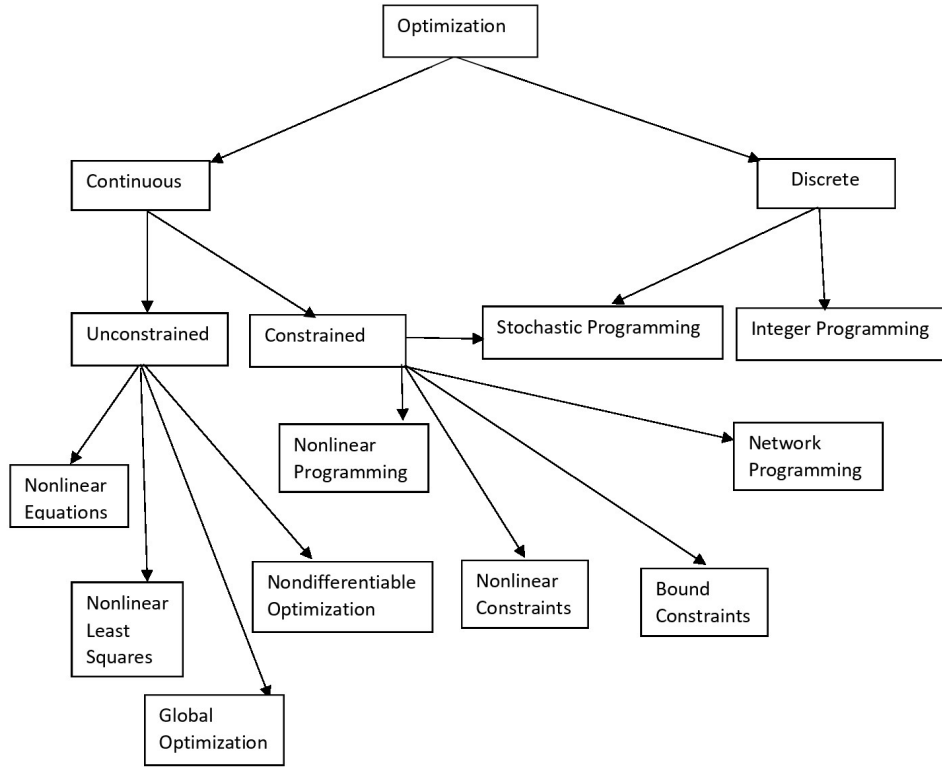 Optimization
Continuous
Discrete
Unconstrained
Constrained
Stochastic Programming
Integer Programming
Nonlinear
Programming
Network
Programming
Nonlinear
Equations
Nondifferentiable
Optimization
Nonlinear
Constraints
Bound
Constraints
Nonlinear
Least
Squares
Global
Optimization